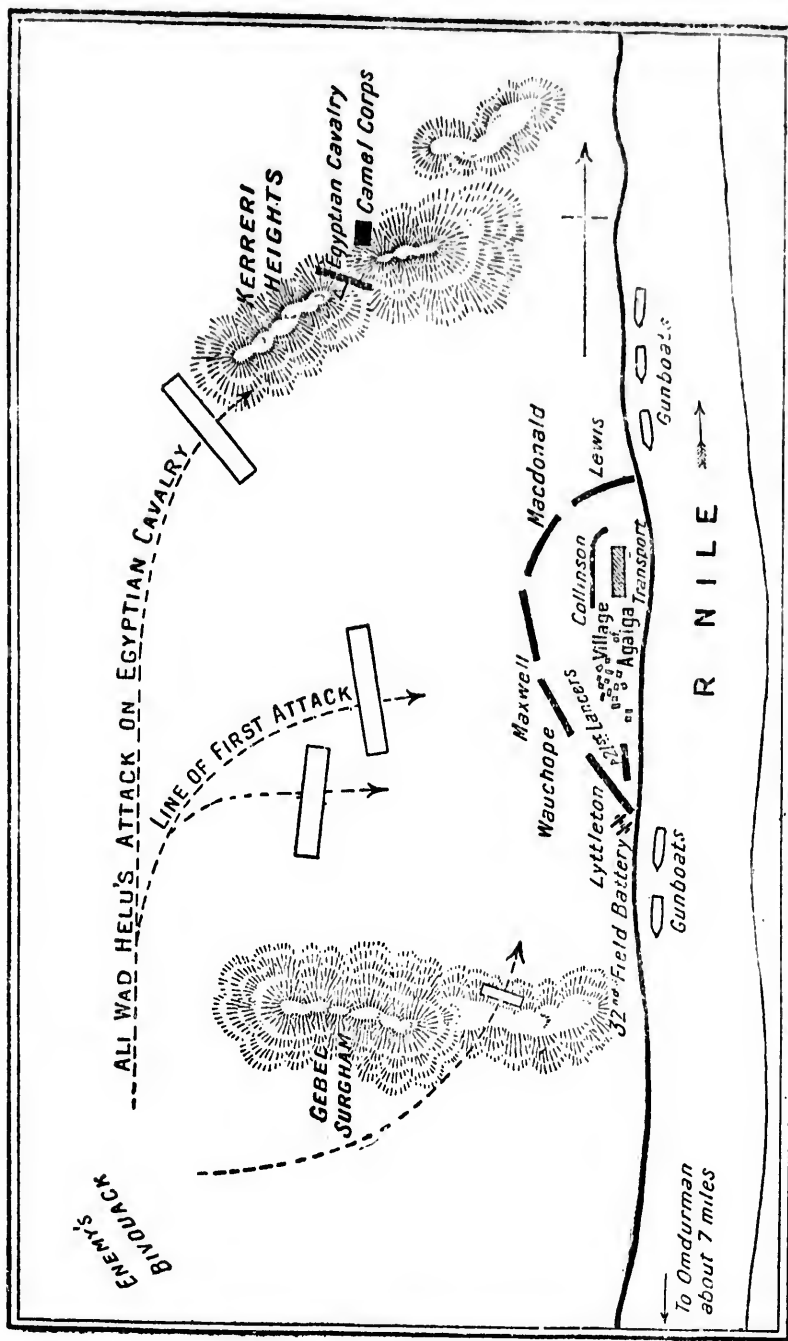 ENEMY'S
BIVOUACK
ALI WAD HELU'S ATTACK ON EGYPTIAN CAVALRY
LINE OF FIRST ATTACK
KERRERI
HEIGHTS
Egyptian Cavalry
Camel Corps
GEBEL
SURGHAM
Maxwell
Macdonald
Wauchope
Lewis
Lyttleton
21st Lancers
Collinson
Village
of
Agaiga
Transport
32nd Field Battery
Gunboats
Gunboats
R NILE
To Omdurman
about 7 miles